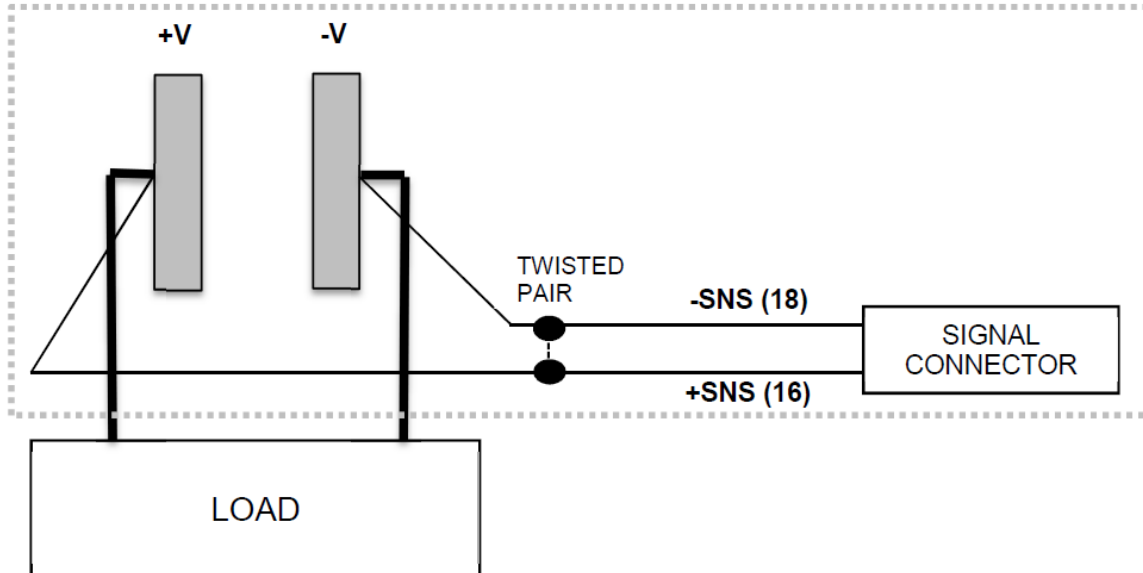 +V
-V
TWISTED
PAIR
-SNS (18)
SIGNAL
CONNECTOR
+SNS (16)
LOAD